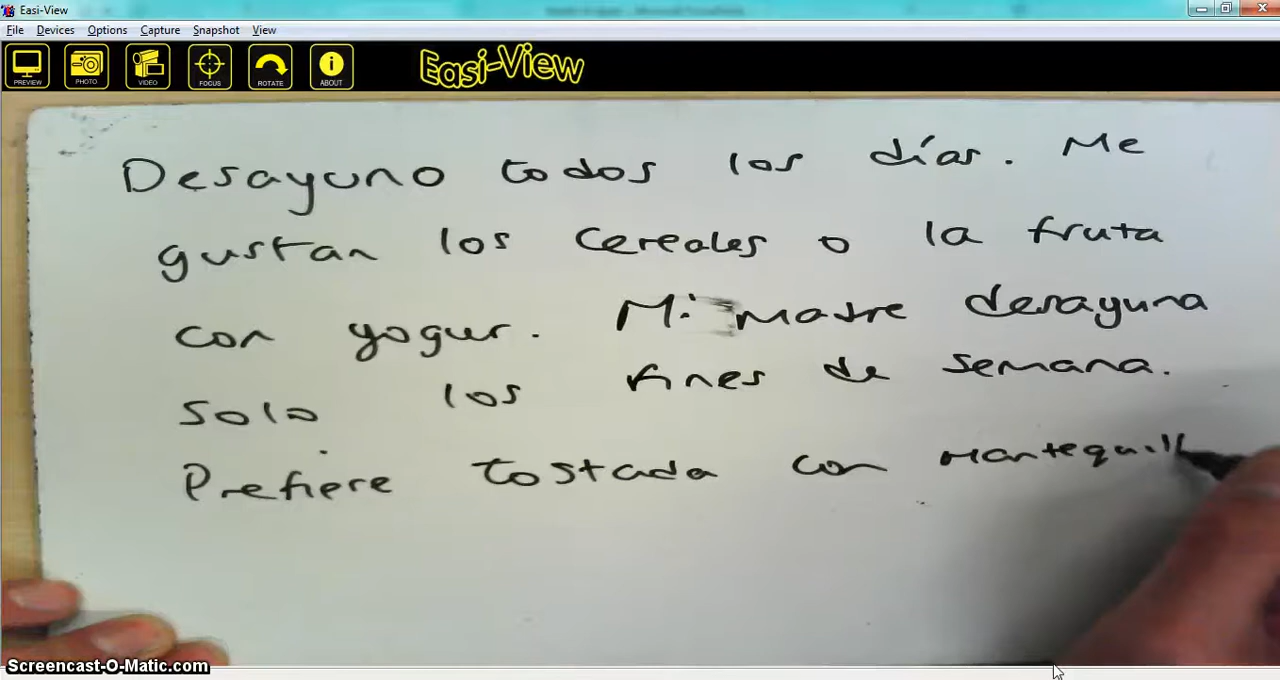 Easi-View
File Devices Options Capture Snapshot View
PREVIEW PHOTO VIDEO FOCUS ROTATE ABOUT Easi-View
Desayuno todos los días. Me
gustan los cereales o la fruta
con yogur. Mi madre desayuna
solo los fines de semana.
Prefiere tostada con mantequill
Screencast-O-Matic.com